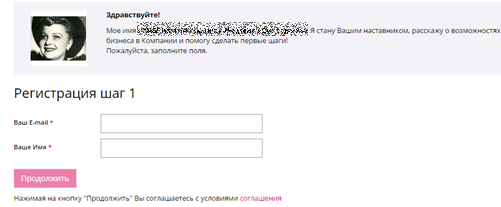 Здравствуйте!
Мое имя Я стану Вашим наставником, расскажу о возможностях
бизнеса в Компании и помогу сделать первые шаги!
Пожалуйста, заполните поля.
Регистрация шаг 1
Ваш E-mail *
Ваше Имя *
Продолжить
Нажимая на кнопку "Продолжить" Вы соглашаетесь с условиями соглашения